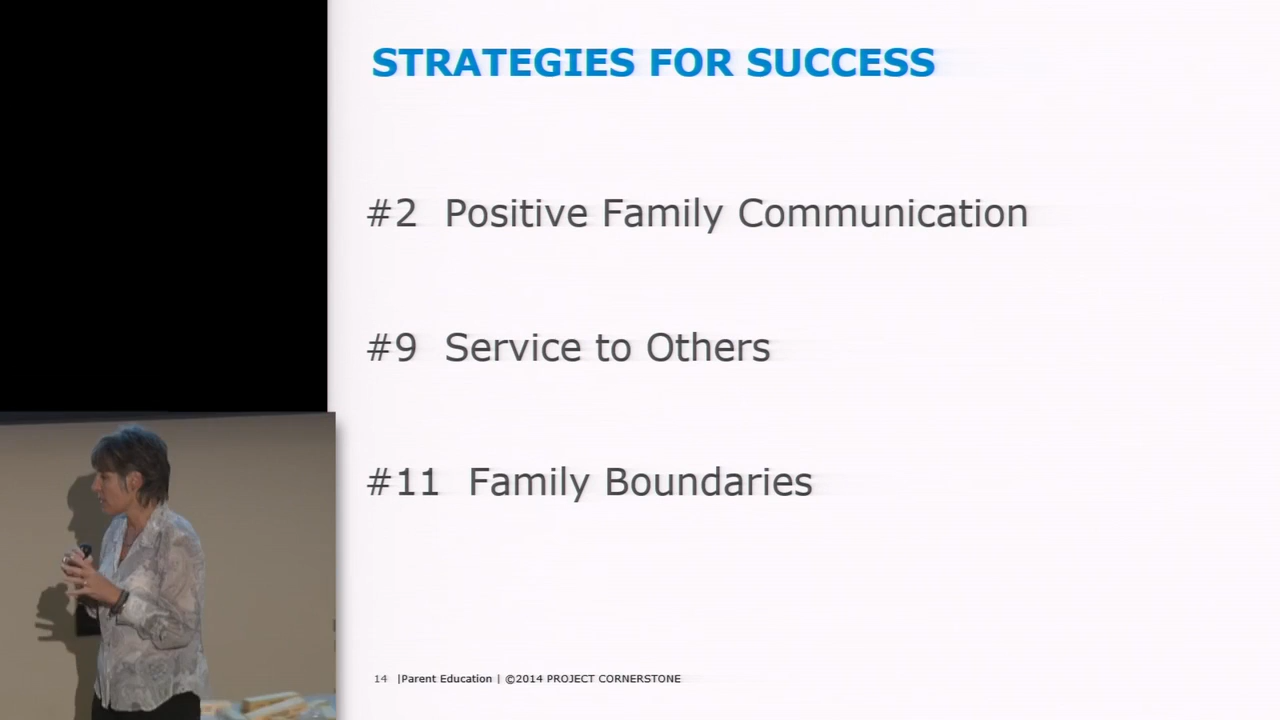 STRATEGIES FOR SUCCESS
#2 Positive Family Communication
#9 Service to Others
#11 Family Boundaries
14 |Parent Education | ©2014 PROJECT CORNERSTONE